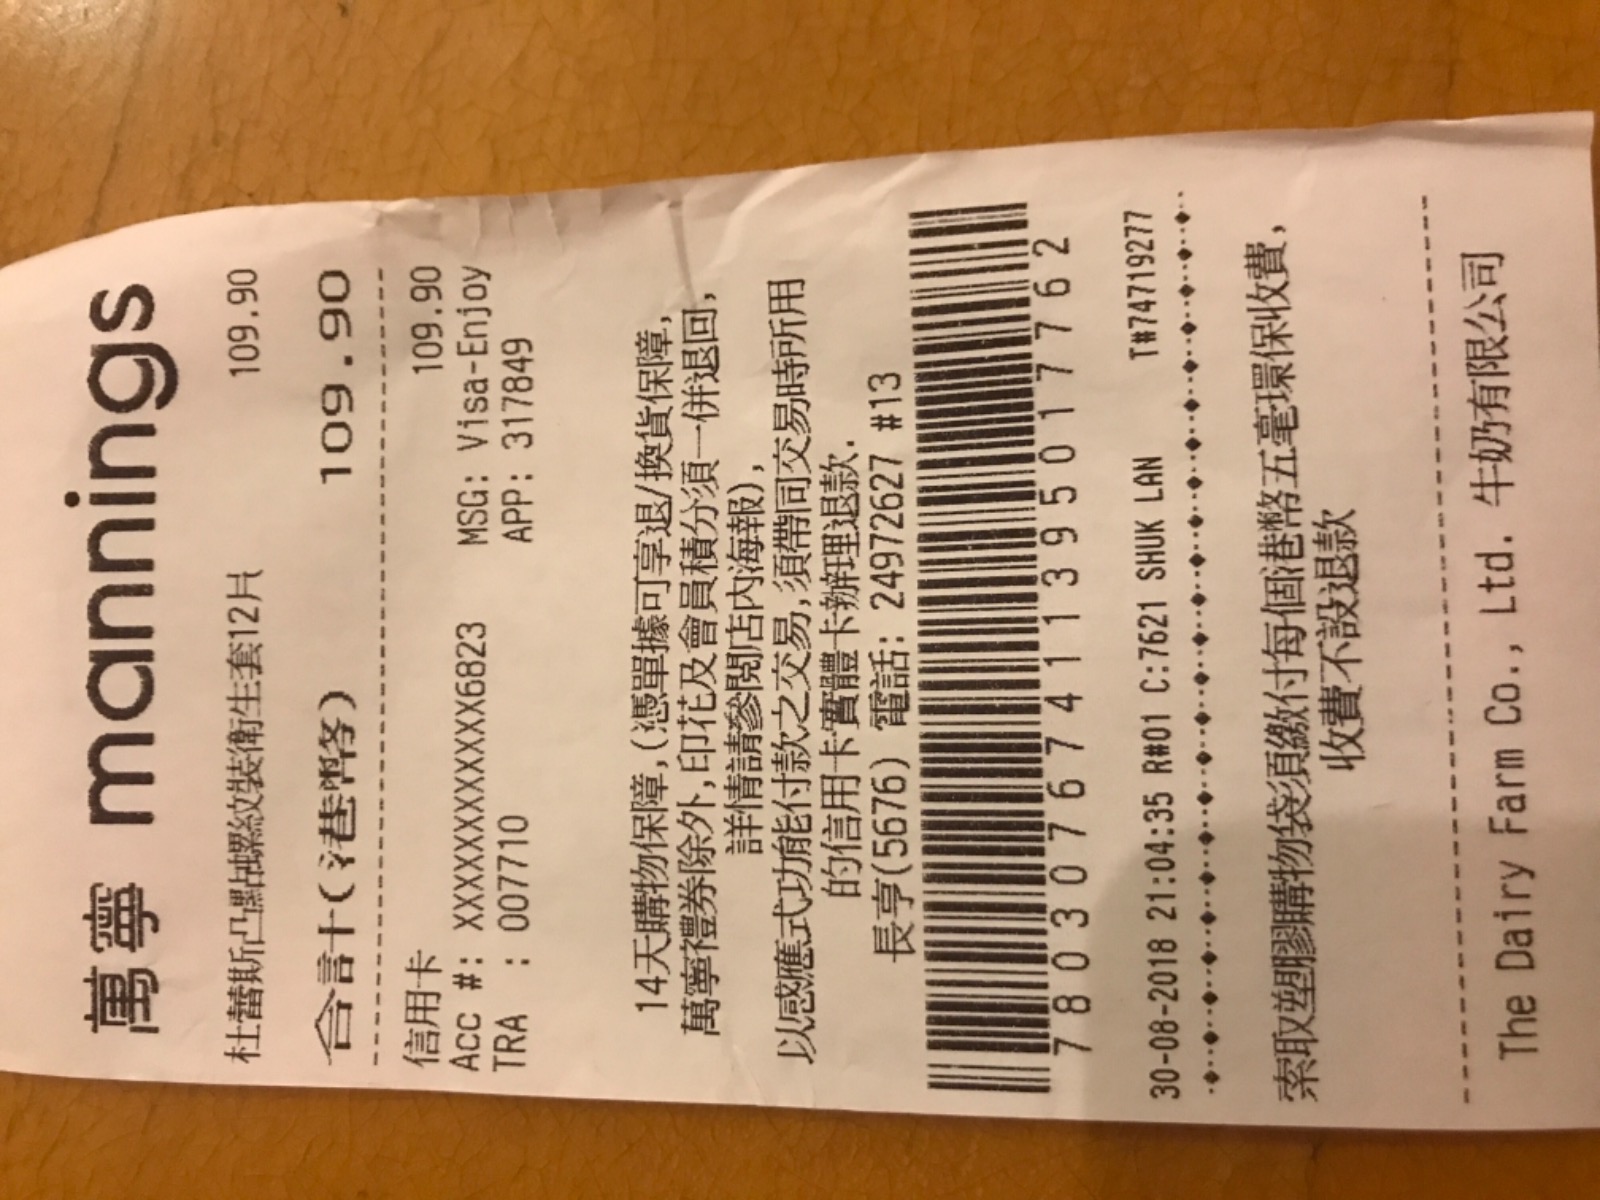 萬寧 mannings
杜蕾斯凸點螺紋裝衛生套12片 109.90
合計(港幣) 109.90
信用卡 109.90
ACC #: XXXXXXXXXXXX6823 MSG: Visa-Enjoy
TRA : 007710 APP: 317849
14天購物保障,(憑單據可享退/換貨保障,
萬寧禮券除外,印花及會員積分須一併退回,
詳情請參閱店內海報),
以感應式功能付款之交易,須帶同交易時所用
的信用卡實體卡辦理退款.
長亨(5676) 電話: 24972627 #13
7803076741139501776 2
30-08-2018 21:04:35 R#01 C:7621 SHUK LAN T#74719277
索取塑膠購物袋須繳付每個港幣五毫環保收費,
收費不設退款
The Dairy Farm Co., Ltd. 牛奶有限公司